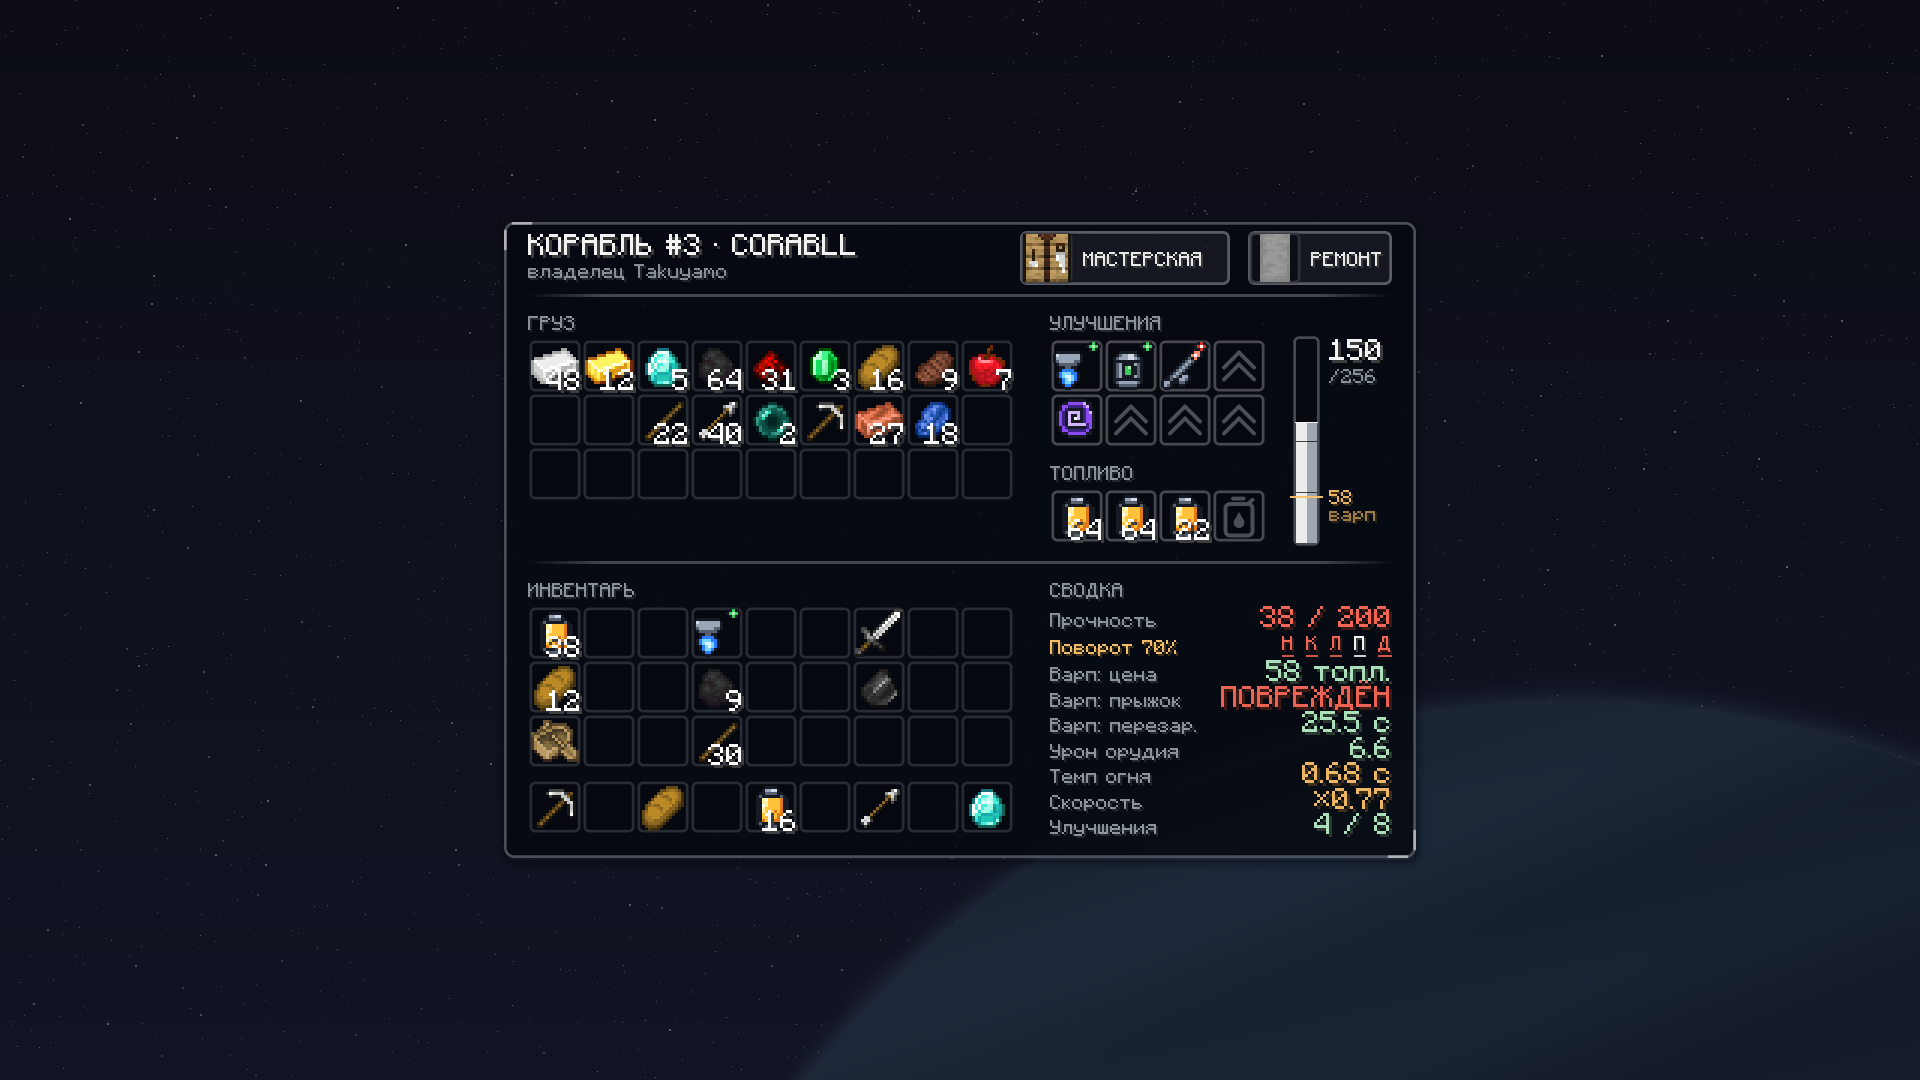 КОРАБЛЬ #3 · CORABLL
владелец Takuyamo
МАСТЕРСКАЯ
РЕМОНТ
ГРУЗ
48 12 5 64 31 3 16 9 7
22 40 2 27 18
УЛУЧШЕНИЯ
150
/256
58
варп
ТОПЛИВО
64 64 22
ИНВЕНТАРЬ
38
12 9
30
16
СВОДКА
Прочность 38 / 200
Поворот 70% Н К Л П Д
Варп: цена 58 топл.
Варп: прыжок ПОВРЕЖДЁН
Варп: перезар. 25.5 с
Урон орудия 6.6
Темп огня 0.68 с
Скорость ×0.77
Улучшения 4 / 8